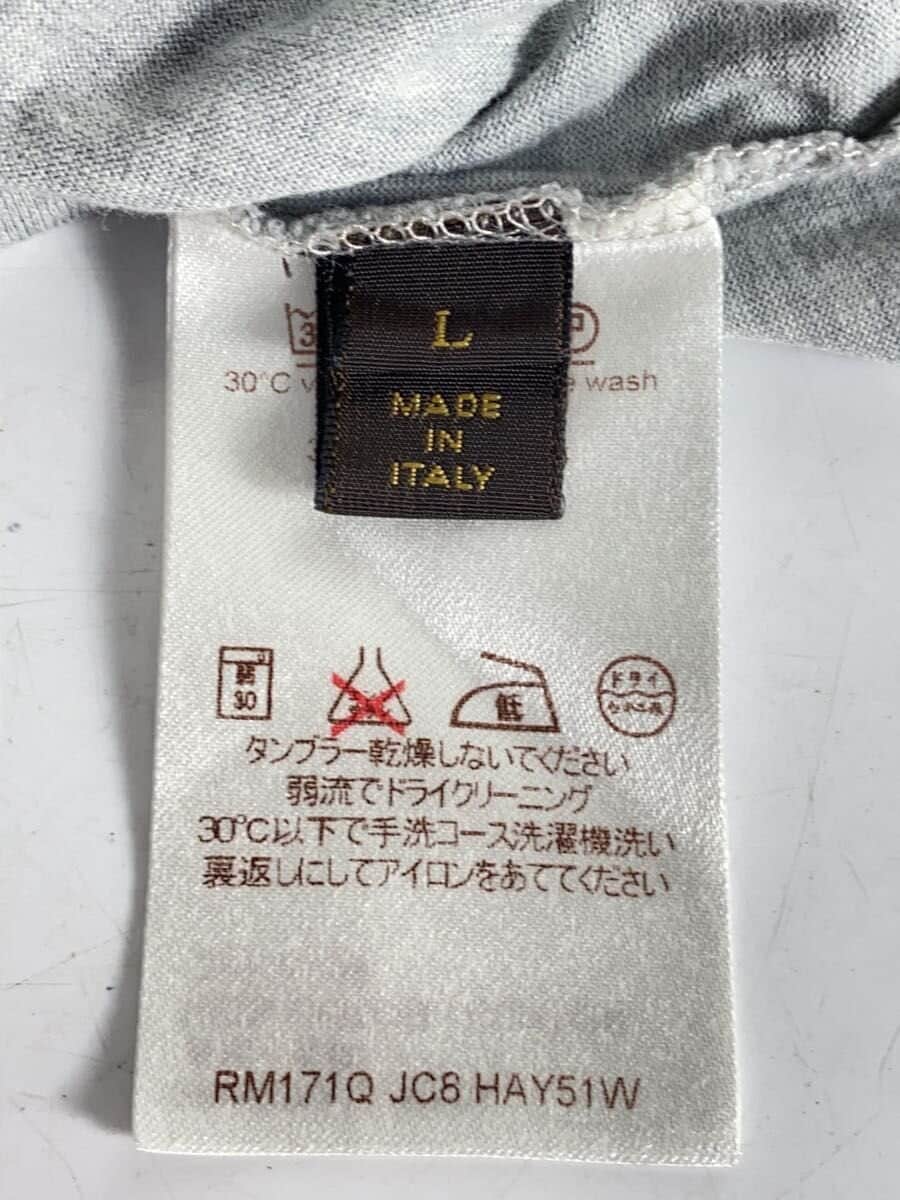 L
MADE
IN
ITALY
30°C
wash
弱
30
低
ドライ
タンブラー乾燥しないでください
弱流でドライクリーニング
30°C以下で手洗コース洗濯機洗い
裏返しにしてアイロンをあててください
RM171Q JC8 HAY51W